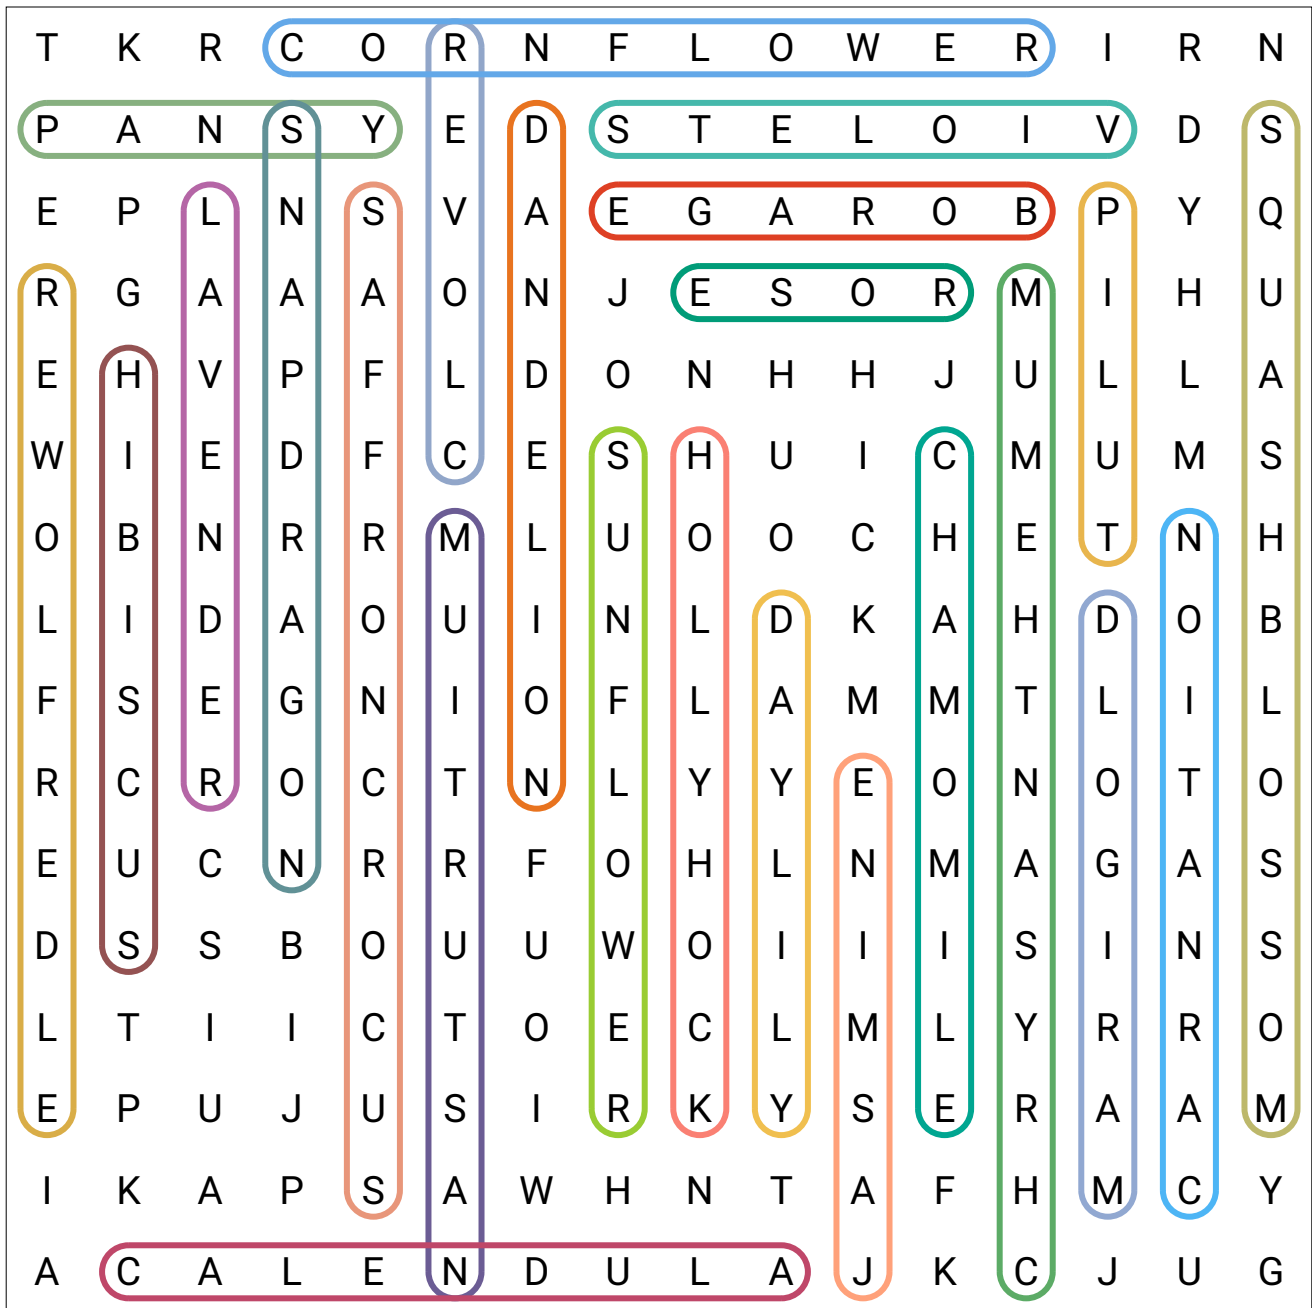 T K R C O R N F L O W E R I R N
P A N S Y E D S T E L O I V D S
E P L N S V A E G A R O B P Y Q
R G A A A O N J E S O R M I H U
E H V P F L D O N H H J U L L A
W I E D F C E S H U I C M U M S
O B N R R M L U O O C H E T N H
L I D A O U I N L D K A H D O B
F S E G N I O F L A M M T L I L
R C R O C T N L Y Y E O N O T O
E U C N R R F O H L N M A G A S
D S S B O U U W O I I I S I N S
L T I I C T O E C L M L Y R R O
E P U J U S I R K Y S E R A A M
I K A P S A W H N T A F H M C Y
A C A L E N D U L A J K C J U G